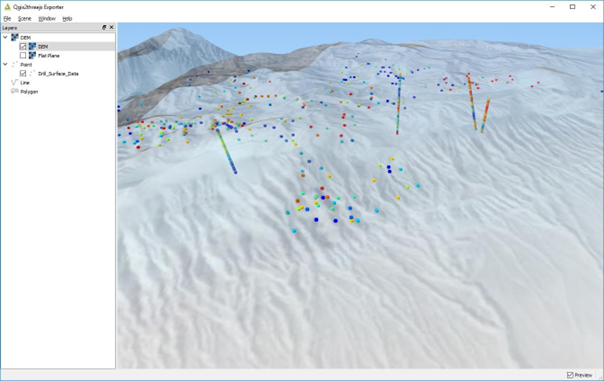 Qgis2threejs Exporter
File Scene Window Help
Layers
DEM
DEM
Flat Plane
Point
Drill_Surface_Data
Line
Polygon
Preview